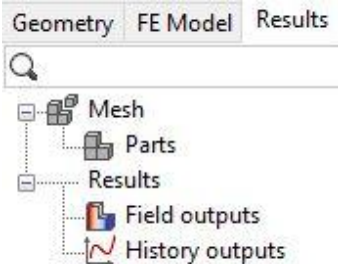 Geometry FE Model Results
Mesh
Parts
Results
Field outputs
History outputs